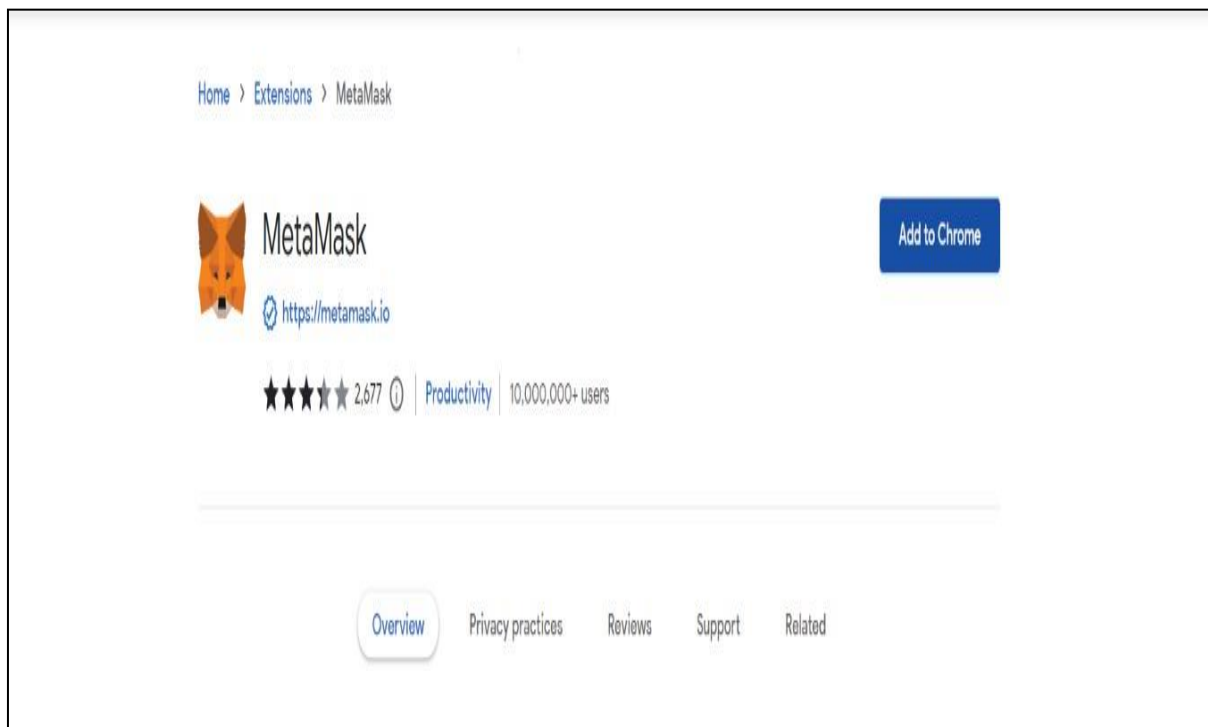 Home > Extensions > MetaMask
MetaMask
Add to Chrome
https://metamask.io
2,677 | Productivity | 10,000,000+ users
Overview Privacy practices Reviews Support Related